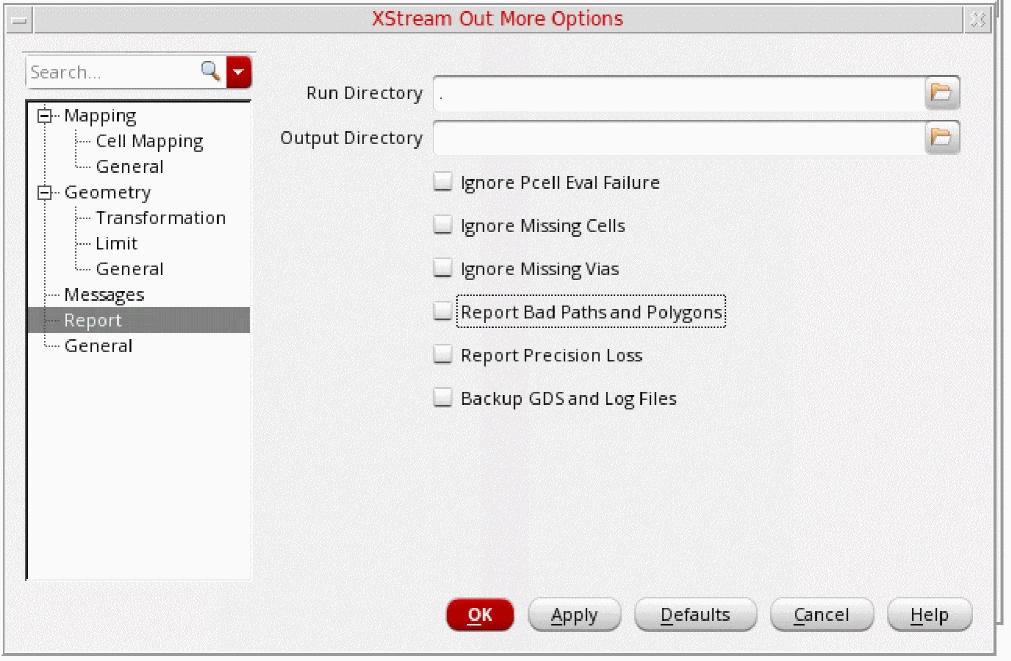 XStream Out More Options
Search...
Mapping
Cell Mapping
General
Geometry
Transformation
Limit
General
Messages
Report
General
Run Directory .
Output Directory
Ignore Pcell Eval Failure
Ignore Missing Cells
Ignore Missing Vias
Report Bad Paths and Polygons
Report Precision Loss
Backup GDS and Log Files
OK Apply Defaults Cancel Help